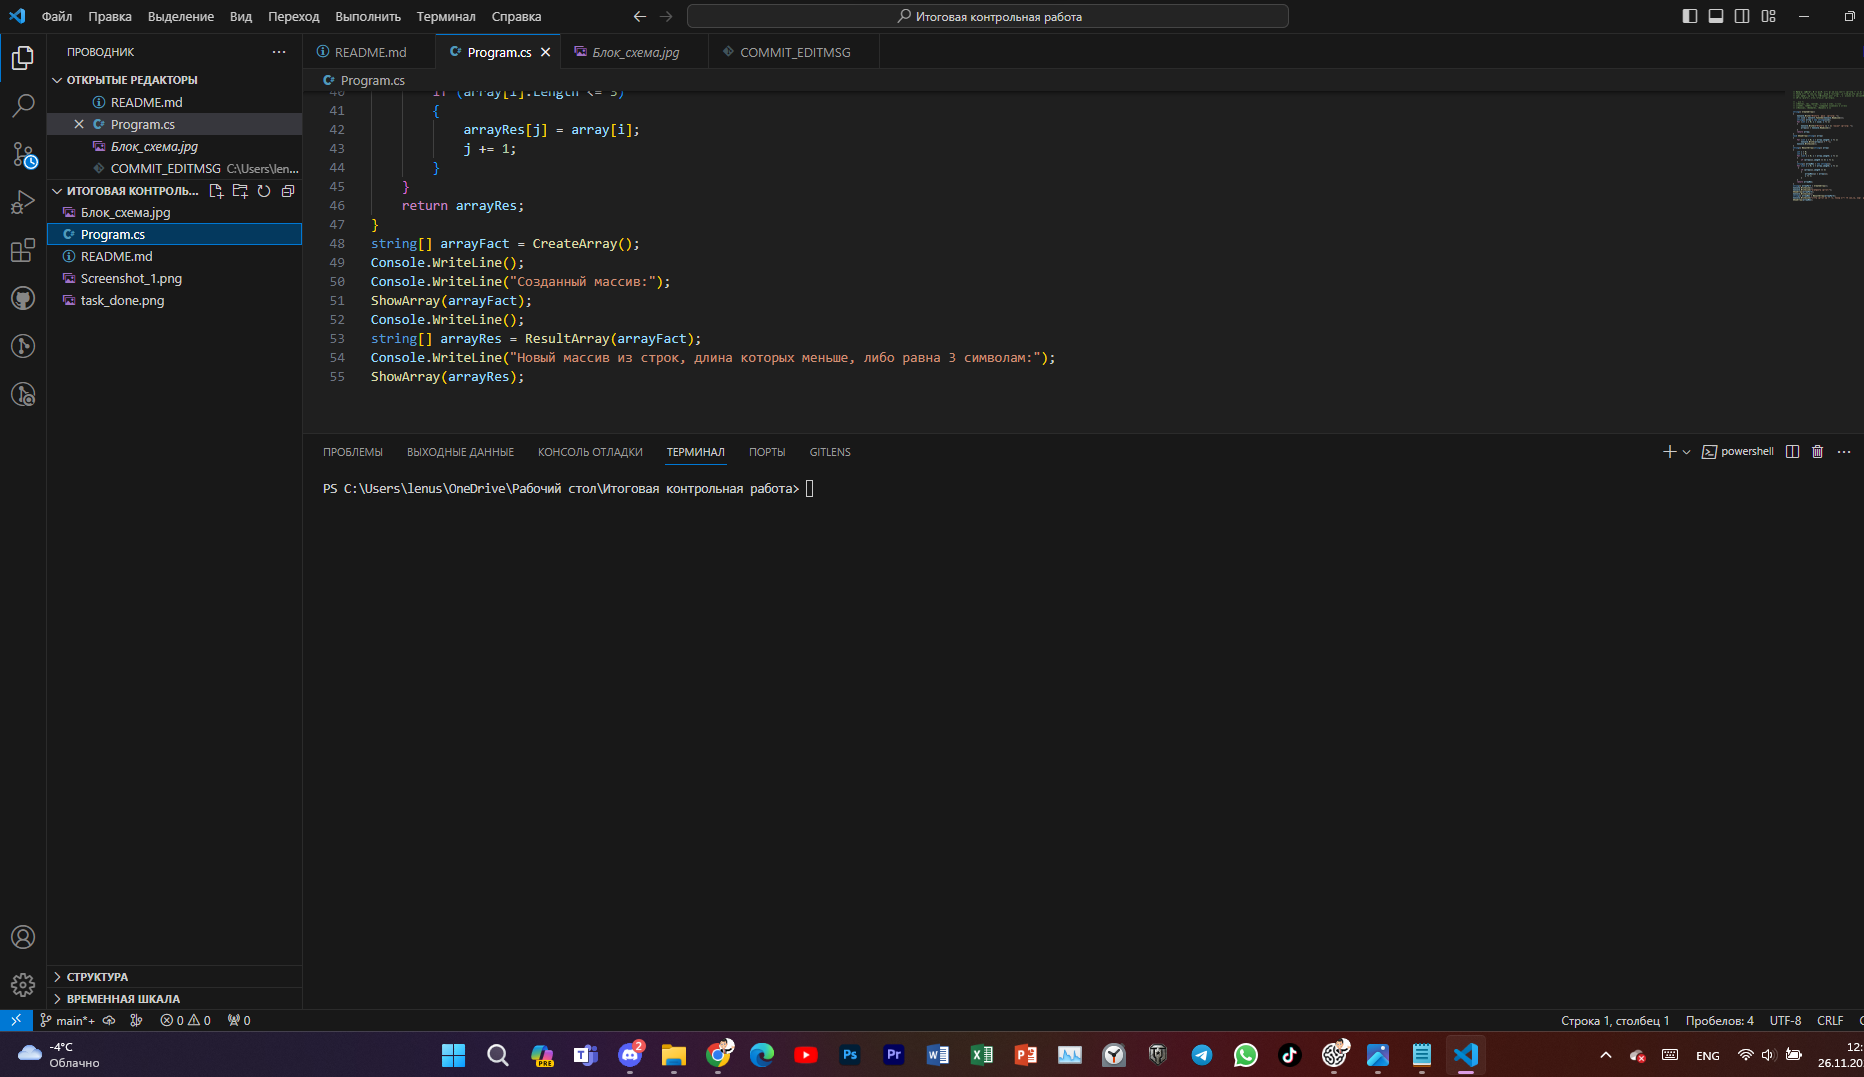 Файл Правка Выделение Вид Переход Выполнить Терминал Справка
Итоговая контрольная работа
ПРОВОДНИК
ОТКРЫТЫЕ РЕДАКТОРЫ
README.md
Program.cs
Блок_схема.jpg
COMMIT_EDITMSG C:\Users\len...
ИТОГОВАЯ КОНТРОЛЬ...
Блок_схема.jpg
Program.cs
README.md
Screenshot_1.png
task_done.png
СТРУКТУРА
ВРЕМЕННАЯ ШКАЛА
README.md Program.cs Блок_схема.jpg COMMIT_EDITMSG
Program.cs
40 if (array[i].Length <= 3)
41 {
42 arrayRes[j] = array[i];
43 j += 1;
44 }
45 }
46 return arrayRes;
47 }
48 string[] arrayFact = CreateArray();
49 Console.WriteLine();
50 Console.WriteLine("Созданный массив:");
51 ShowArray(arrayFact);
52 Console.WriteLine();
53 string[] arrayRes = ResultArray(arrayFact);
54 Console.WriteLine("Новый массив из строк, длина которых меньше, либо равна 3 символам:");
55 ShowArray(arrayRes);
ПРОБЛЕМЫ ВЫХОДНЫЕ ДАННЫЕ КОНСОЛЬ ОТЛАДКИ ТЕРМИНАЛ ПОРТЫ GITLENS
powershell
PS C:\Users\lenus\OneDrive\Рабочий стол\Итоговая контрольная работа>
main*+ 0 0 0
Строка 1, столбец 1 Пробелов: 4 UTF-8 CRLF
-4°C
Облачно
PRE
2
Ps
Pr
ENG
12:
26.11.20